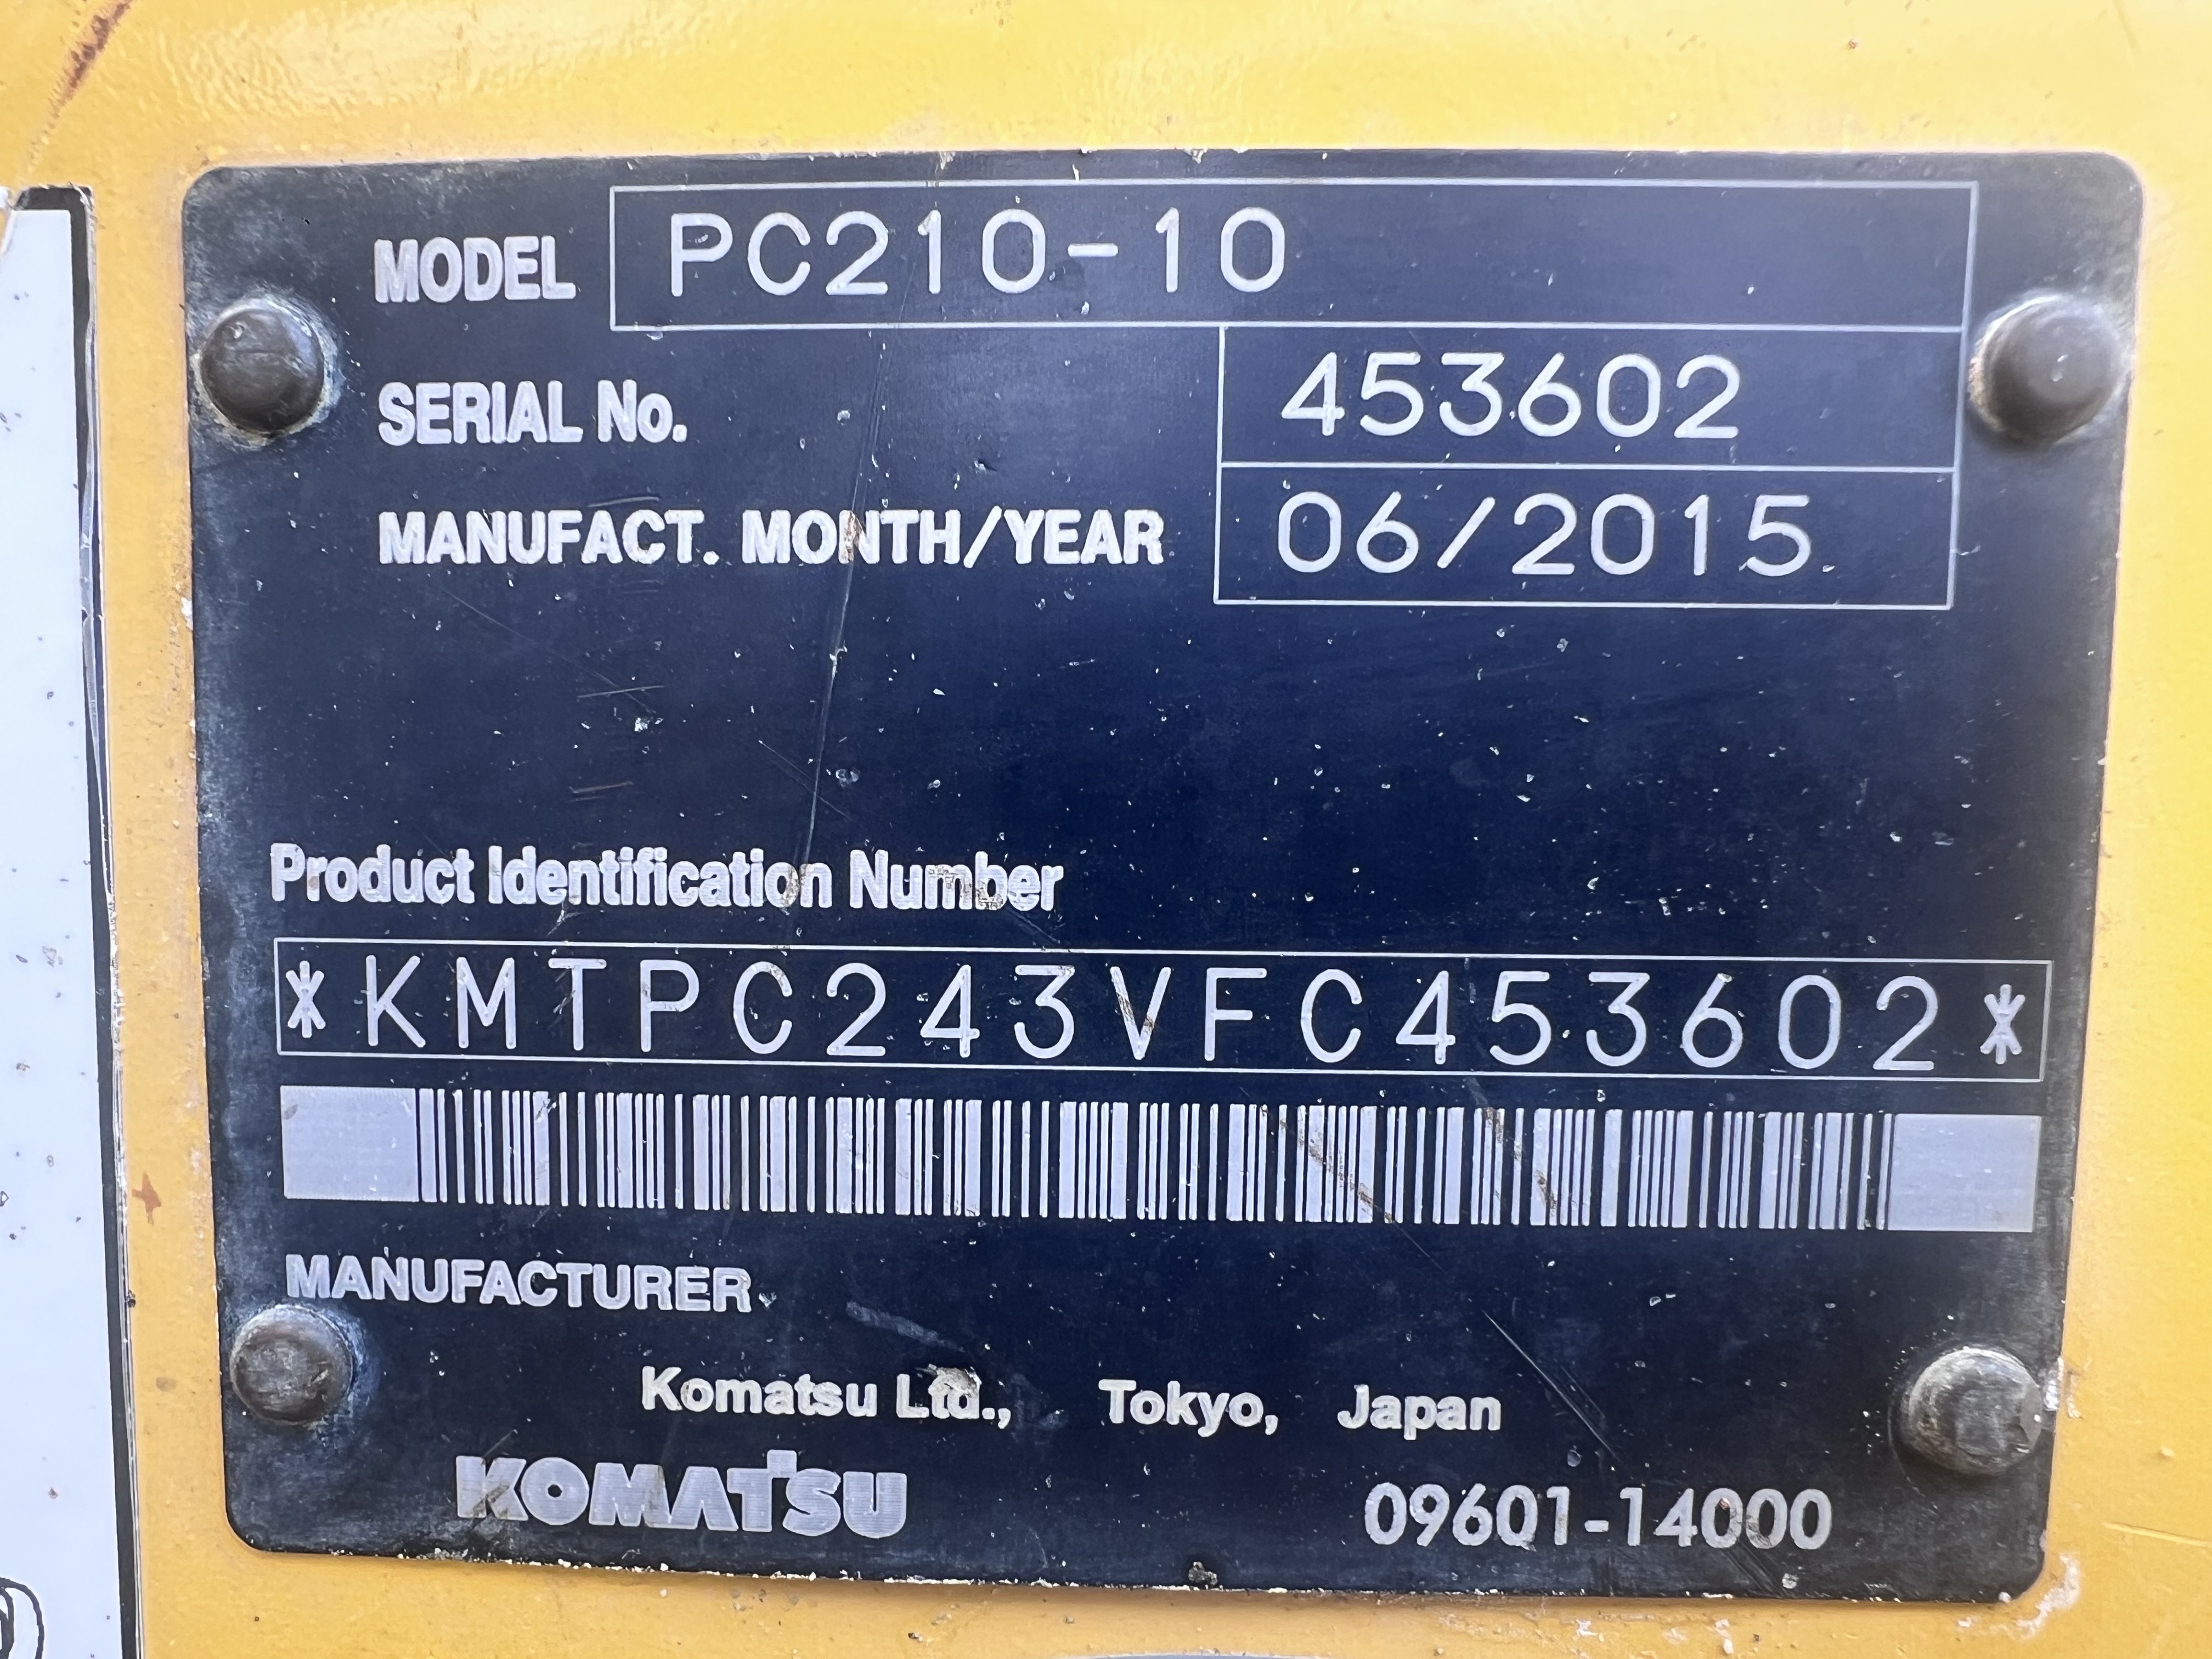 MODEL PC210-10
SERIAL No. 453602
MANUFACT. MONTH/YEAR 06/2015
Product Identification Number
*KMTPC243VFC453602*
MANUFACTURER
Komatsu Ltd., Tokyo, Japan
KOMATSU 09601-14000